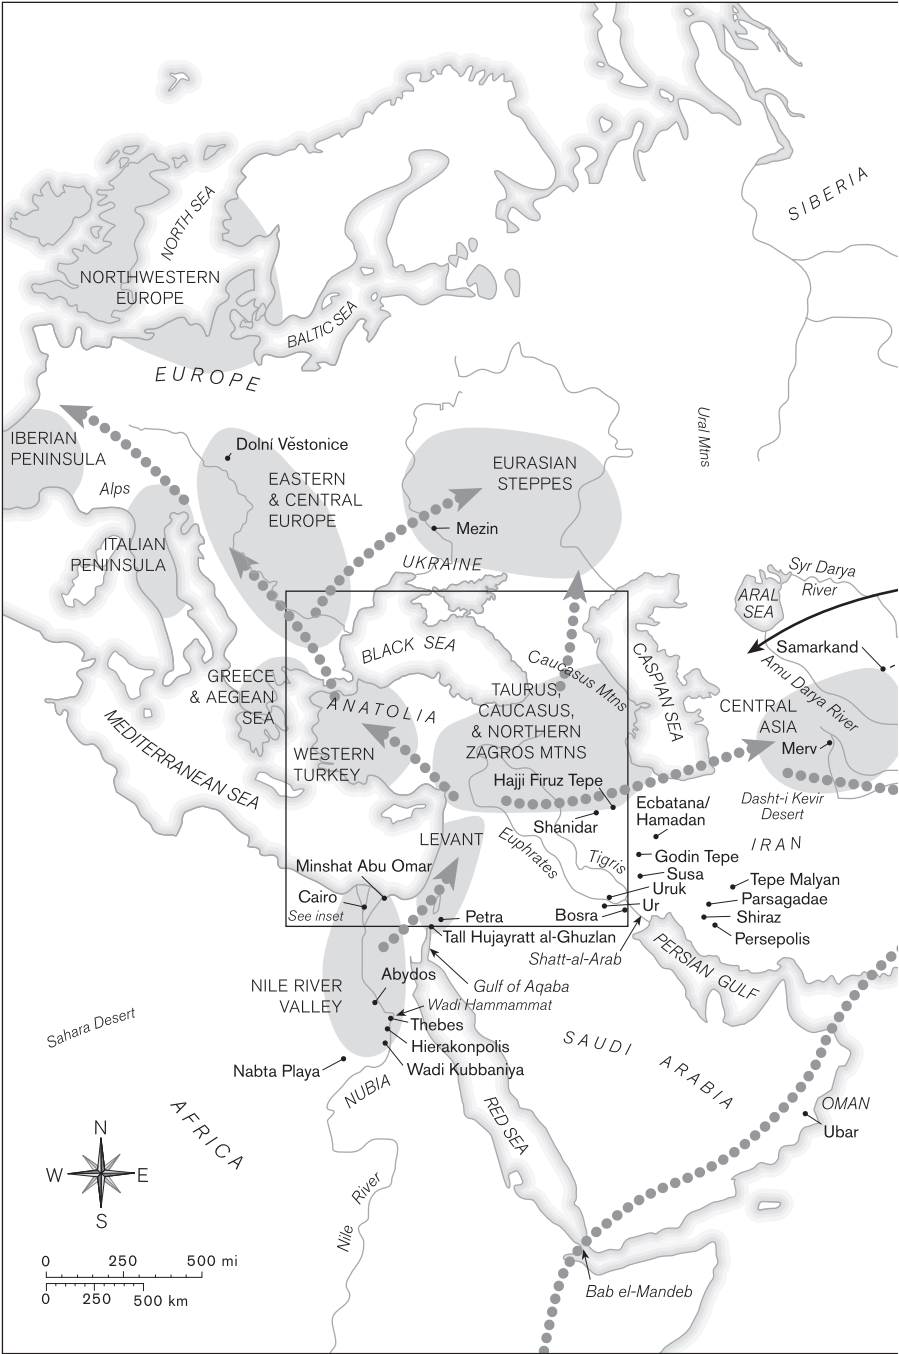 SIBERIA
NORTH SEA
NORTHWESTERN
EUROPE
BALTIC SEA
EUROPE
Ural Mtns
IBERIAN
PENINSULA
Alps
Dolní Vĕstonice
EASTERN
& CENTRAL
EUROPE
EURASIAN
STEPPES
Mezin
ITALIAN
PENINSULA
UKRAINE
Syr Darya
River
ARAL
SEA
Samarkand
BLACK SEA
CASPIAN SEA
Caucasus Mtns
Amu Darya River
GREECE
& AEGEAN
SEA
ANATOLIA
TAURUS,
CAUCASUS,
& NORTHERN
ZAGROS MTNS
CENTRAL
ASIA
Merv
MEDITERRANEAN SEA
WESTERN
TURKEY
Hajji Firuz Tepe
Shanidar
Ecbatana/
Hamadan
Dasht-i Kevir
Desert
IRAN
LEVANT
Euphrates
Tigris
Godin Tepe
Susa
Tepe Malyan
Minshat Abu Omar
Uruk
Parsagadae
Cairo
See inset
Ur
Bosra
Shiraz
Petra
Persepolis
Tall Hujayratt al-Ghuzlan
Shatt-al-Arab
PERSIAN GULF
Abydos
NILE RIVER
VALLEY
Gulf of Aqaba
Wadi Hammammat
Sahara Desert
Thebes
Hierakonpolis
Nabta Playa
Wadi Kubbaniya
SAUDI ARABIA
NUBIA
AFRICA
RED SEA
OMAN
Ubar
N
W E
S
Nile River
0 250 500 mi
0 250 500 km
Bab el-Mandeb